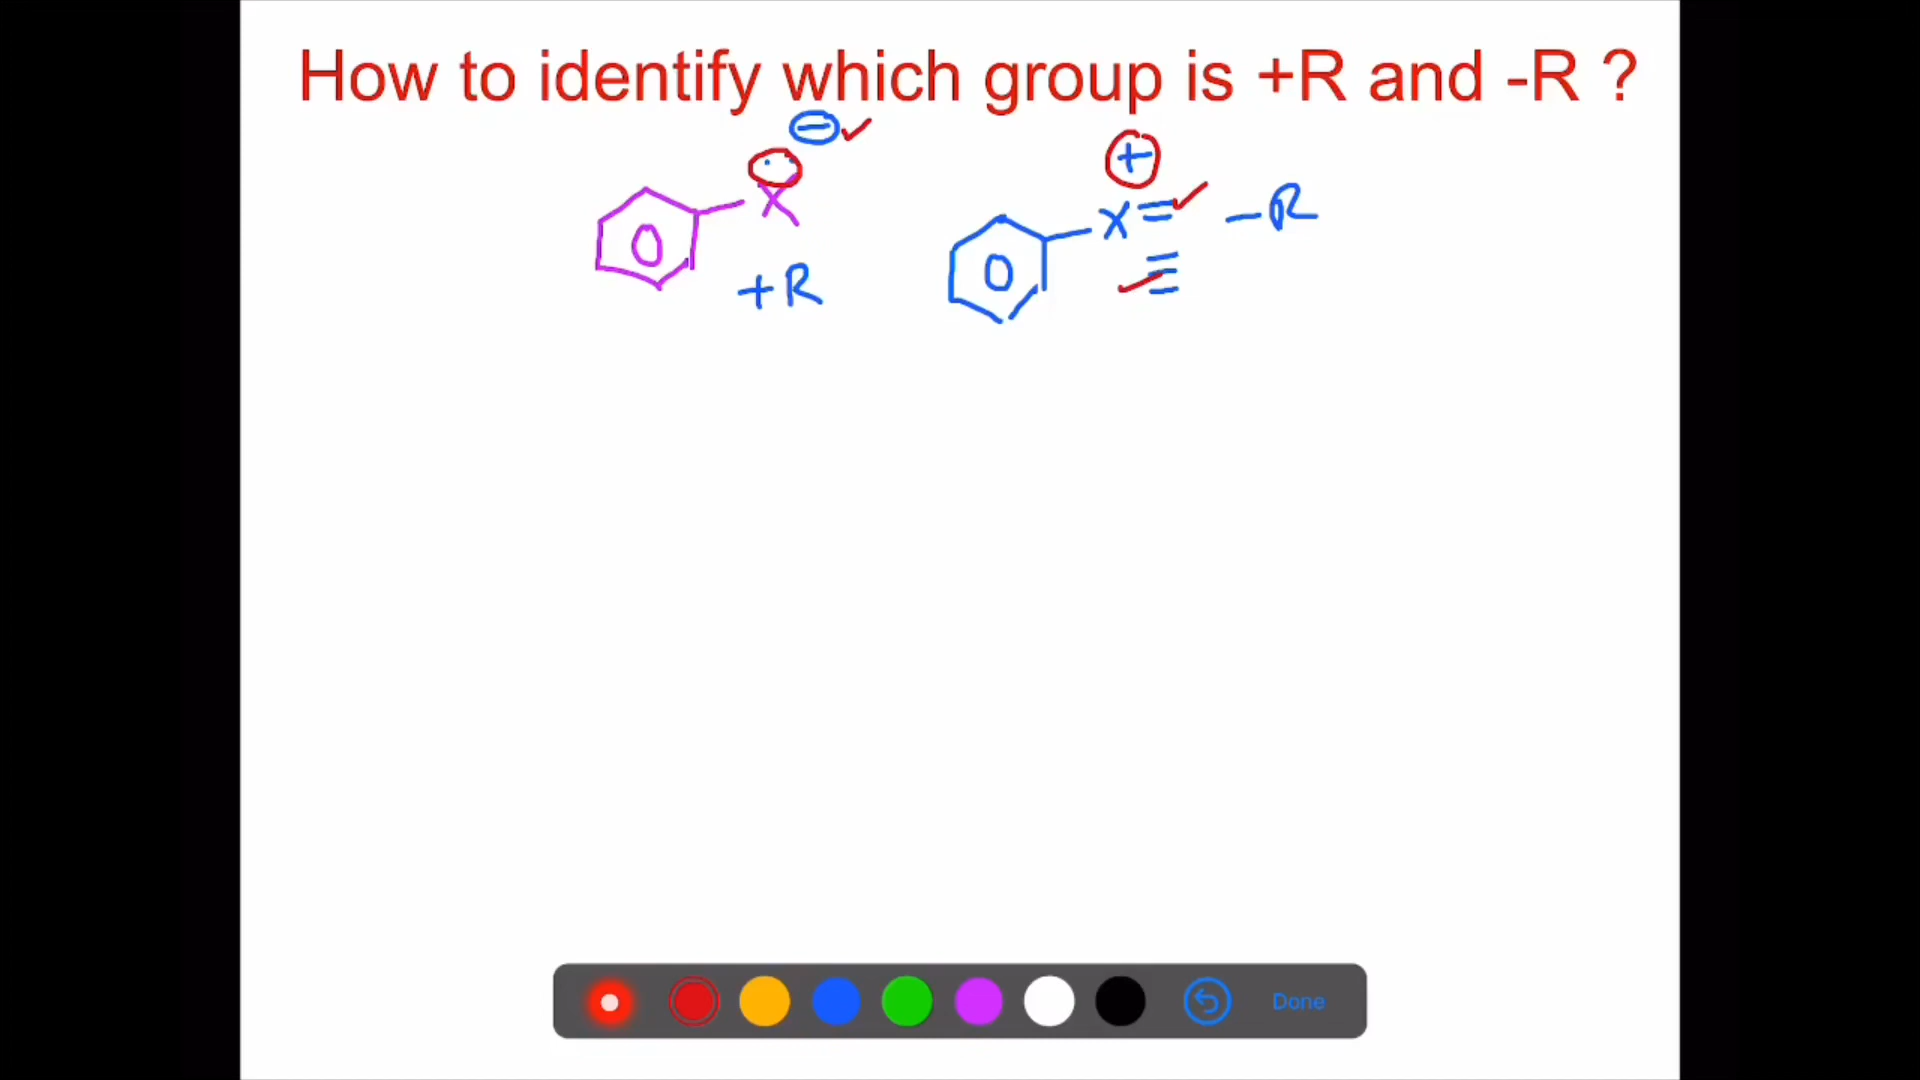 How to identify which group is +R and -R ?
⊖
X
+R
+
X =
-R
≡
Done